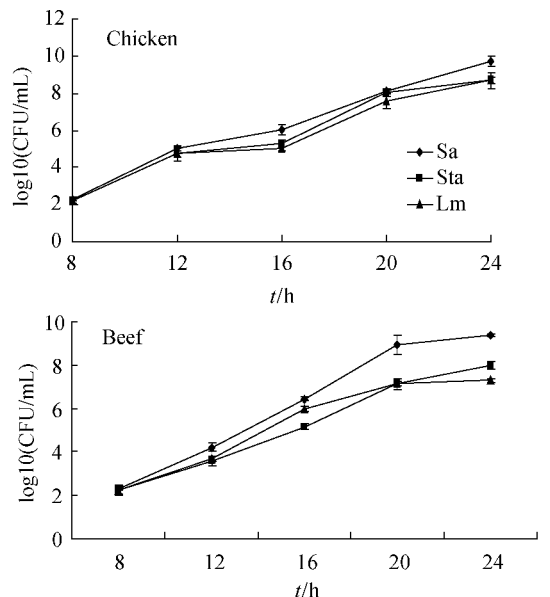 12
Chicken
10
8
6
4
2
0
log10(CFU/mL)
Sa
Sta
Lm
8 12 16 20 24
t/h
10
Beef
8
6
4
2
0
log10(CFU/mL)
8 12 16 20 24
t/h